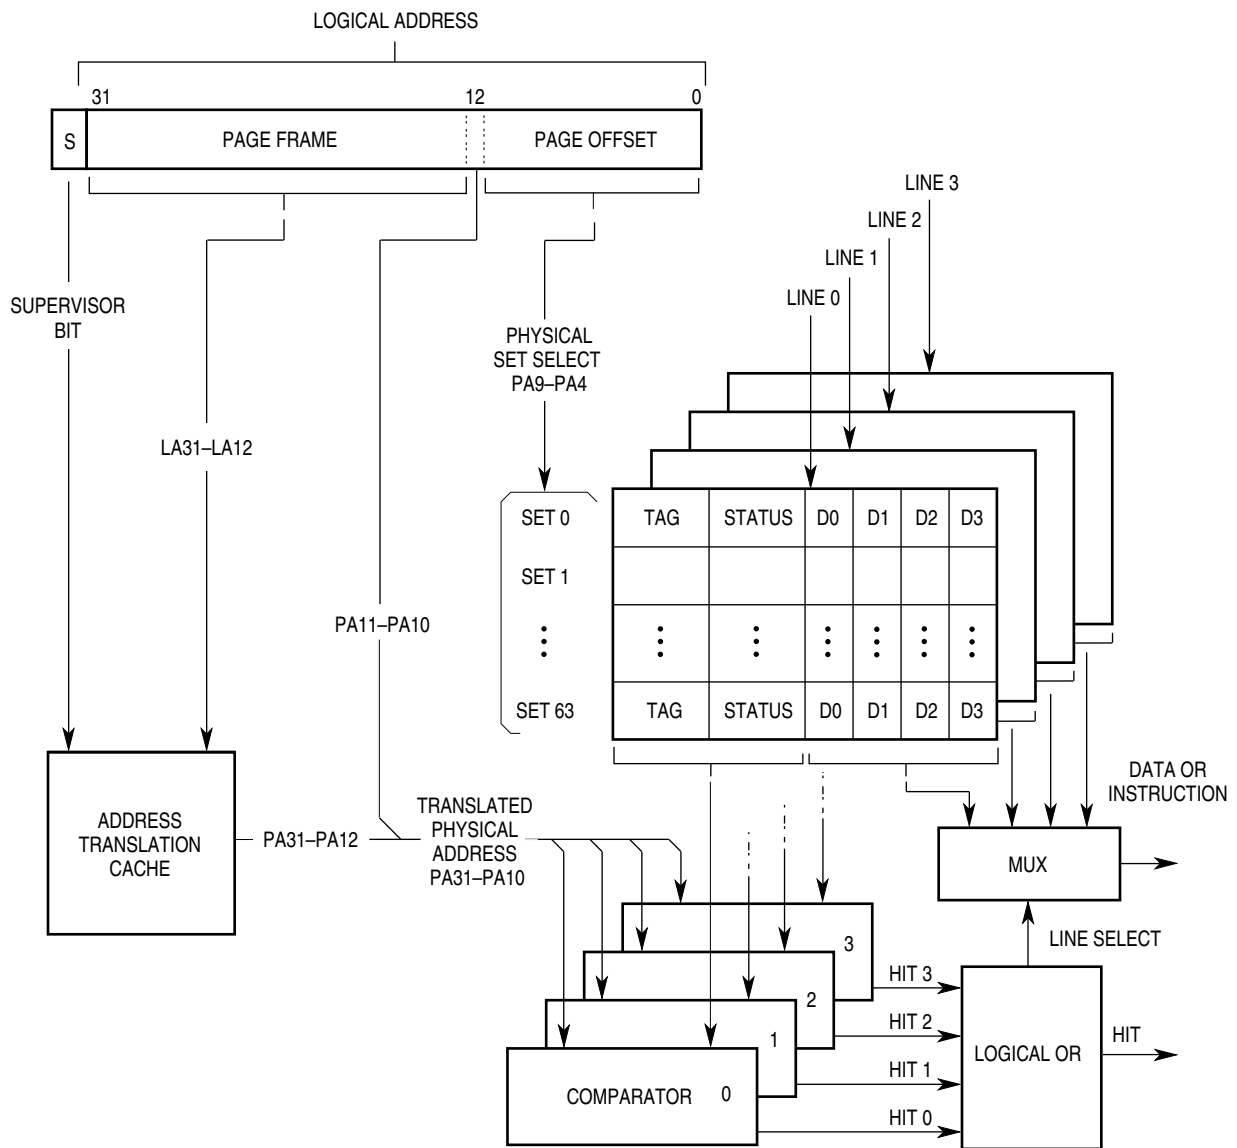 LOGICAL ADDRESS
31 12 0
S PAGE FRAME PAGE OFFSET
LINE 3
LINE 2
LINE 1
LINE 0
SUPERVISOR
BIT
PHYSICAL
SET SELECT
PA9–PA4
LA31–LA12
PA11–PA10
SET 0 TAG STATUS D0 D1 D2 D3
SET 1
SET 63 TAG STATUS D0 D1 D2 D3
ADDRESS
TRANSLATION
CACHE
PA31–PA12
TRANSLATED
PHYSICAL
ADDRESS
PA31–PA10
DATA OR
INSTRUCTION
MUX
LINE SELECT
3
2
1
COMPARATOR 0
HIT 3
HIT 2
HIT 1
HIT 0
LOGICAL OR
HIT